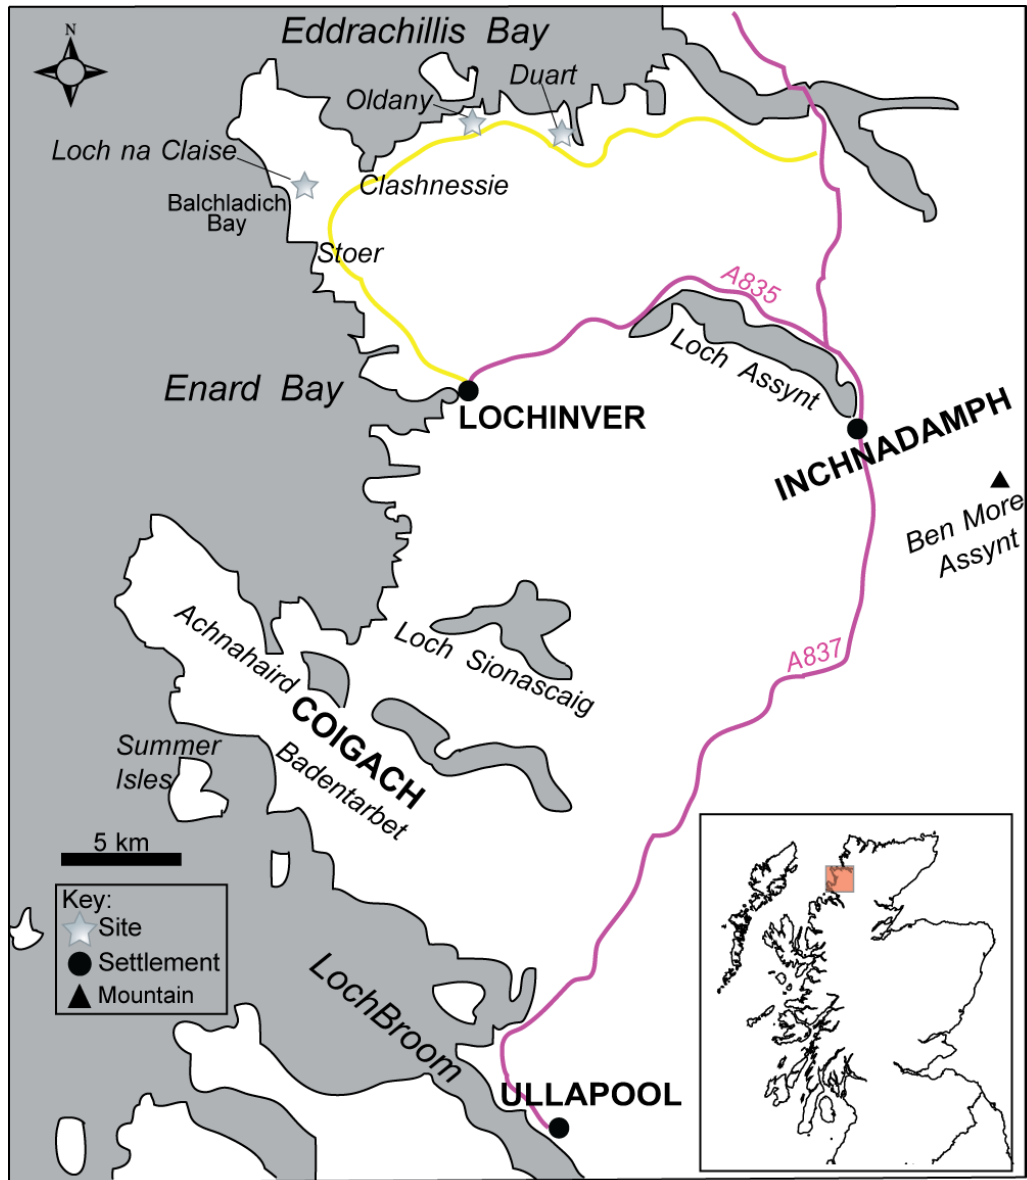 N
Eddrachillis Bay
Duart
Oldany
Loch na Claise
Clashnessie
Balchladich
Bay
Stoer
A835
Loch Assynt
Enard Bay
LOCHINVER
INCHNADAMPH
Ben More
Assynt
Achnahaird
Loch Sionascaig
A837
COIGACH
Summer
Isles
Badentarbet
5 km
Key:
Site
Settlement
Mountain
LochBroom
ULLAPOOL